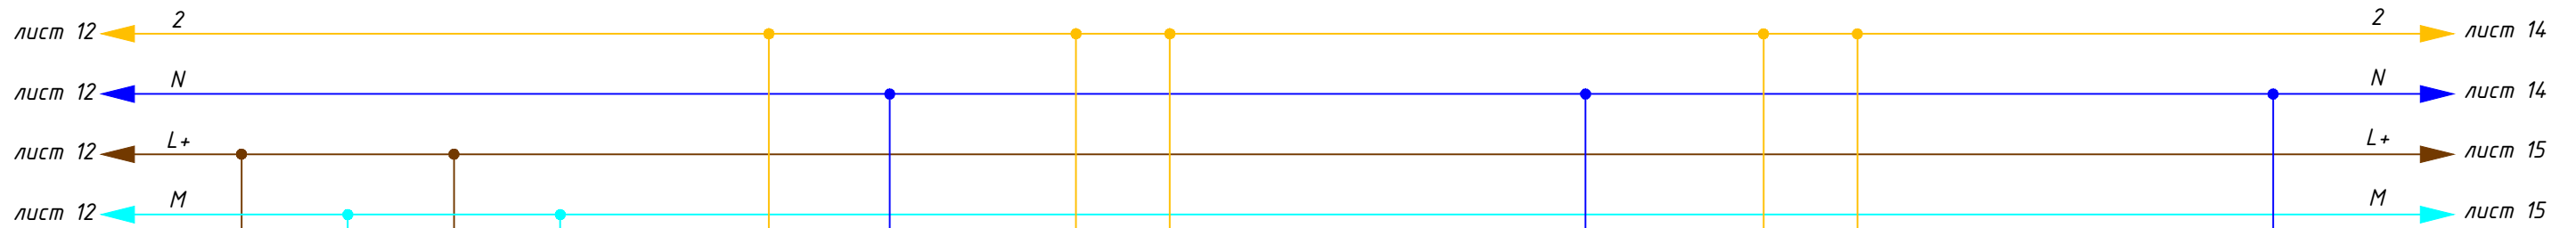 лист 12 2 2 лист 14
лист 12 N N лист 14
лист 12 L+ L+ лист 15
лист 12 M M лист 15